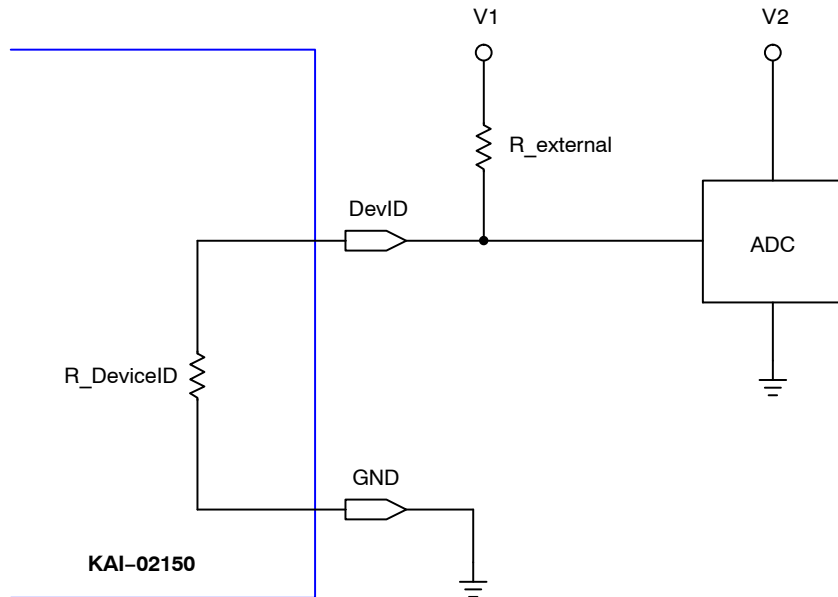 V1
V2
R_external
DevID
ADC
R_DeviceID
GND
KAI−02150